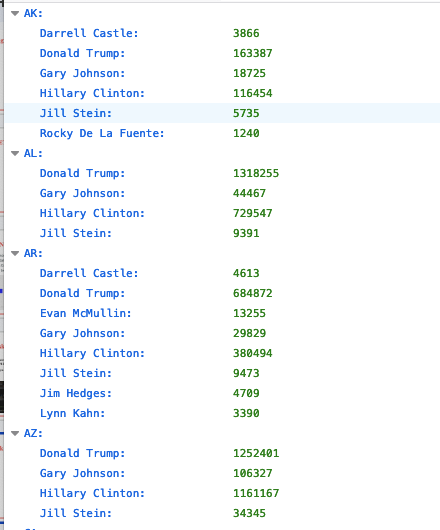 AK:
Darrell Castle: 3866
Donald Trump: 163387
Gary Johnson: 18725
Hillary Clinton: 116454
Jill Stein: 5735
Rocky De La Fuente: 1240
AL:
Donald Trump: 1318255
Gary Johnson: 44467
Hillary Clinton: 729547
Jill Stein: 9391
AR:
Darrell Castle: 4613
Donald Trump: 684872
Evan McMullin: 13255
Gary Johnson: 29829
Hillary Clinton: 380494
Jill Stein: 9473
Jim Hedges: 4709
Lynn Kahn: 3390
AZ:
Donald Trump: 1252401
Gary Johnson: 106327
Hillary Clinton: 1161167
Jill Stein: 34345